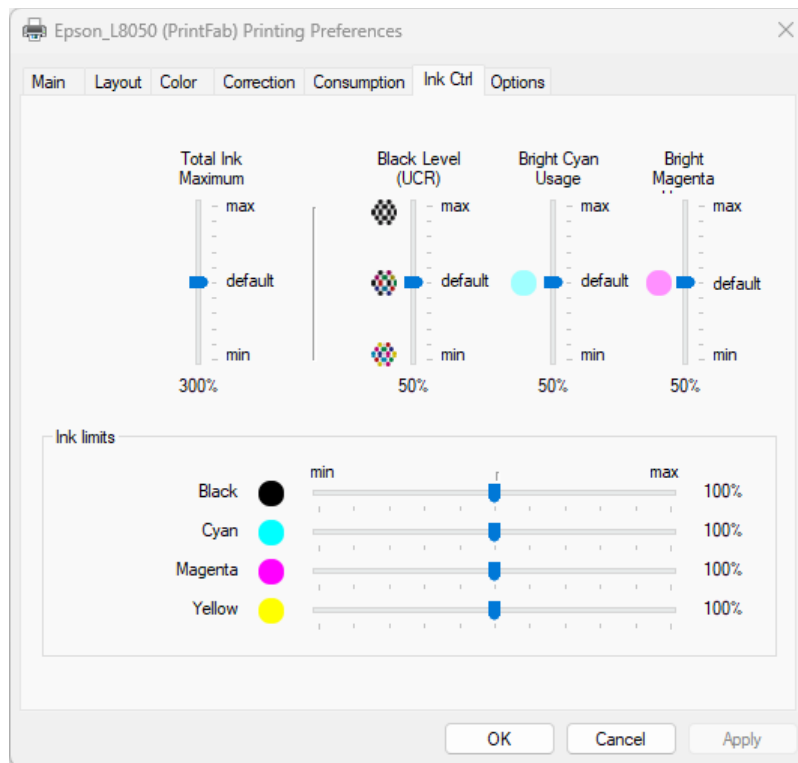 Epson_L8050 (PrintFab) Printing Preferences
Main Layout Color Correction Consumption Ink Ctrl Options
Total Ink
Maximum
max
default
min
300%
Black Level
(UCR)
max
default
min
50%
Bright Cyan
Usage
max
default
min
50%
Bright
Magenta
max
default
min
50%
Ink limits
min max
Black 100%
Cyan 100%
Magenta 100%
Yellow 100%
OK Cancel Apply